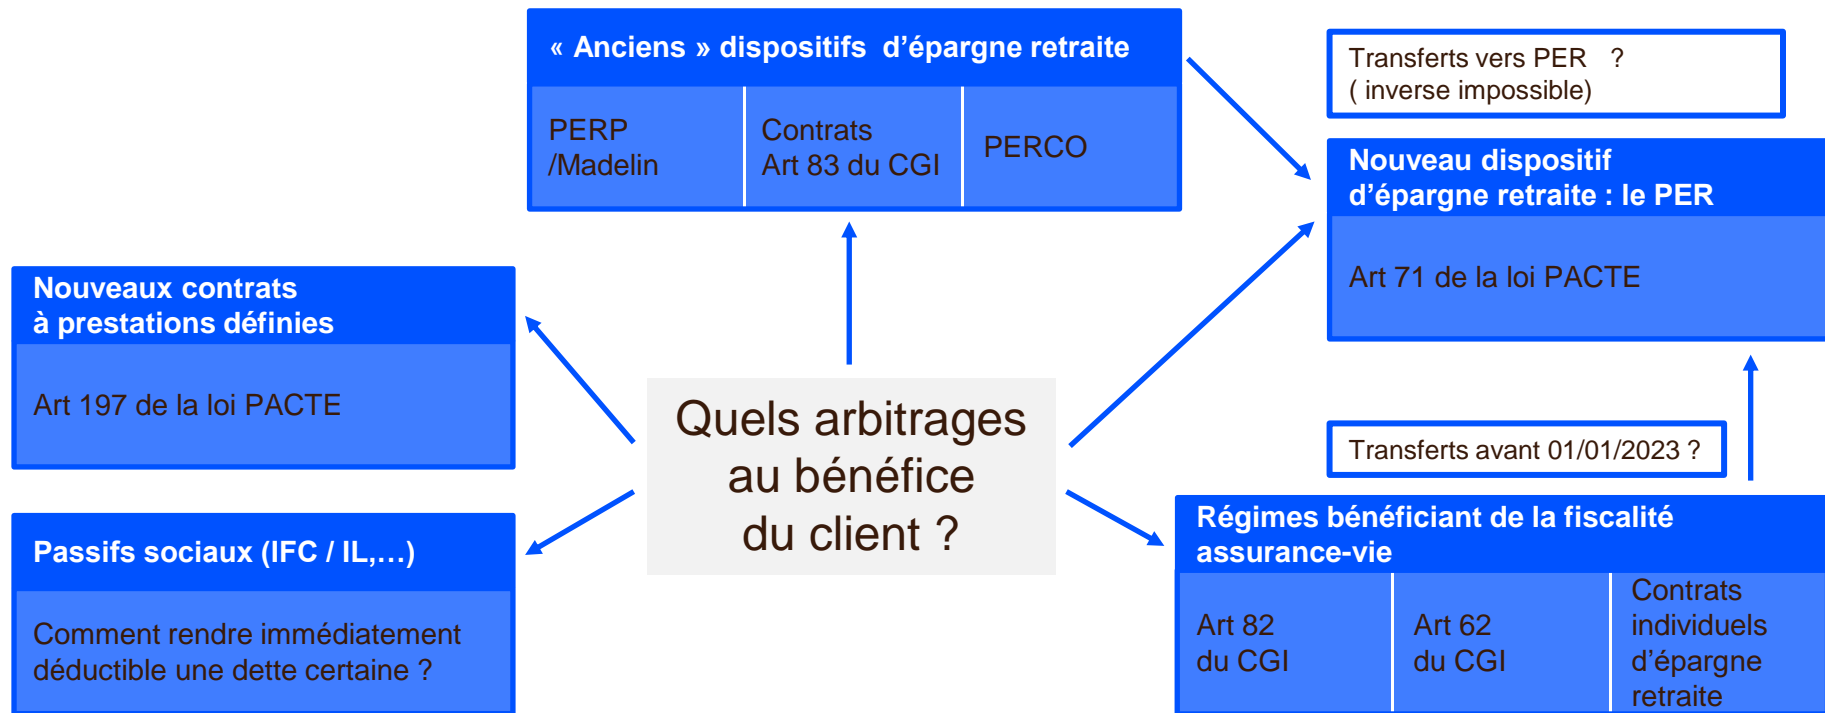 « Anciens » dispositifs  d’épargne retraite
PERP
/Madelin
Contrats
Art 83 du CGI
PERCO
Transferts vers PER   ?
( inverse impossible)
Nouveau dispositif
d’épargne retraite : le PER
Art 71 de la loi PACTE
Nouveaux contrats
à prestations définies
Art 197 de la loi PACTE
Quels arbitrages
au bénéfice
du client ?
Transferts avant 01/01/2023 ?
Passifs sociaux (IFC / IL,…)
Comment rendre immédiatement
déductible une dette certaine ?
Régimes bénéficiant de la fiscalité
assurance-vie
Art 82
du CGI
Art 62
du CGI
Contrats
individuels
d’épargne
retraite